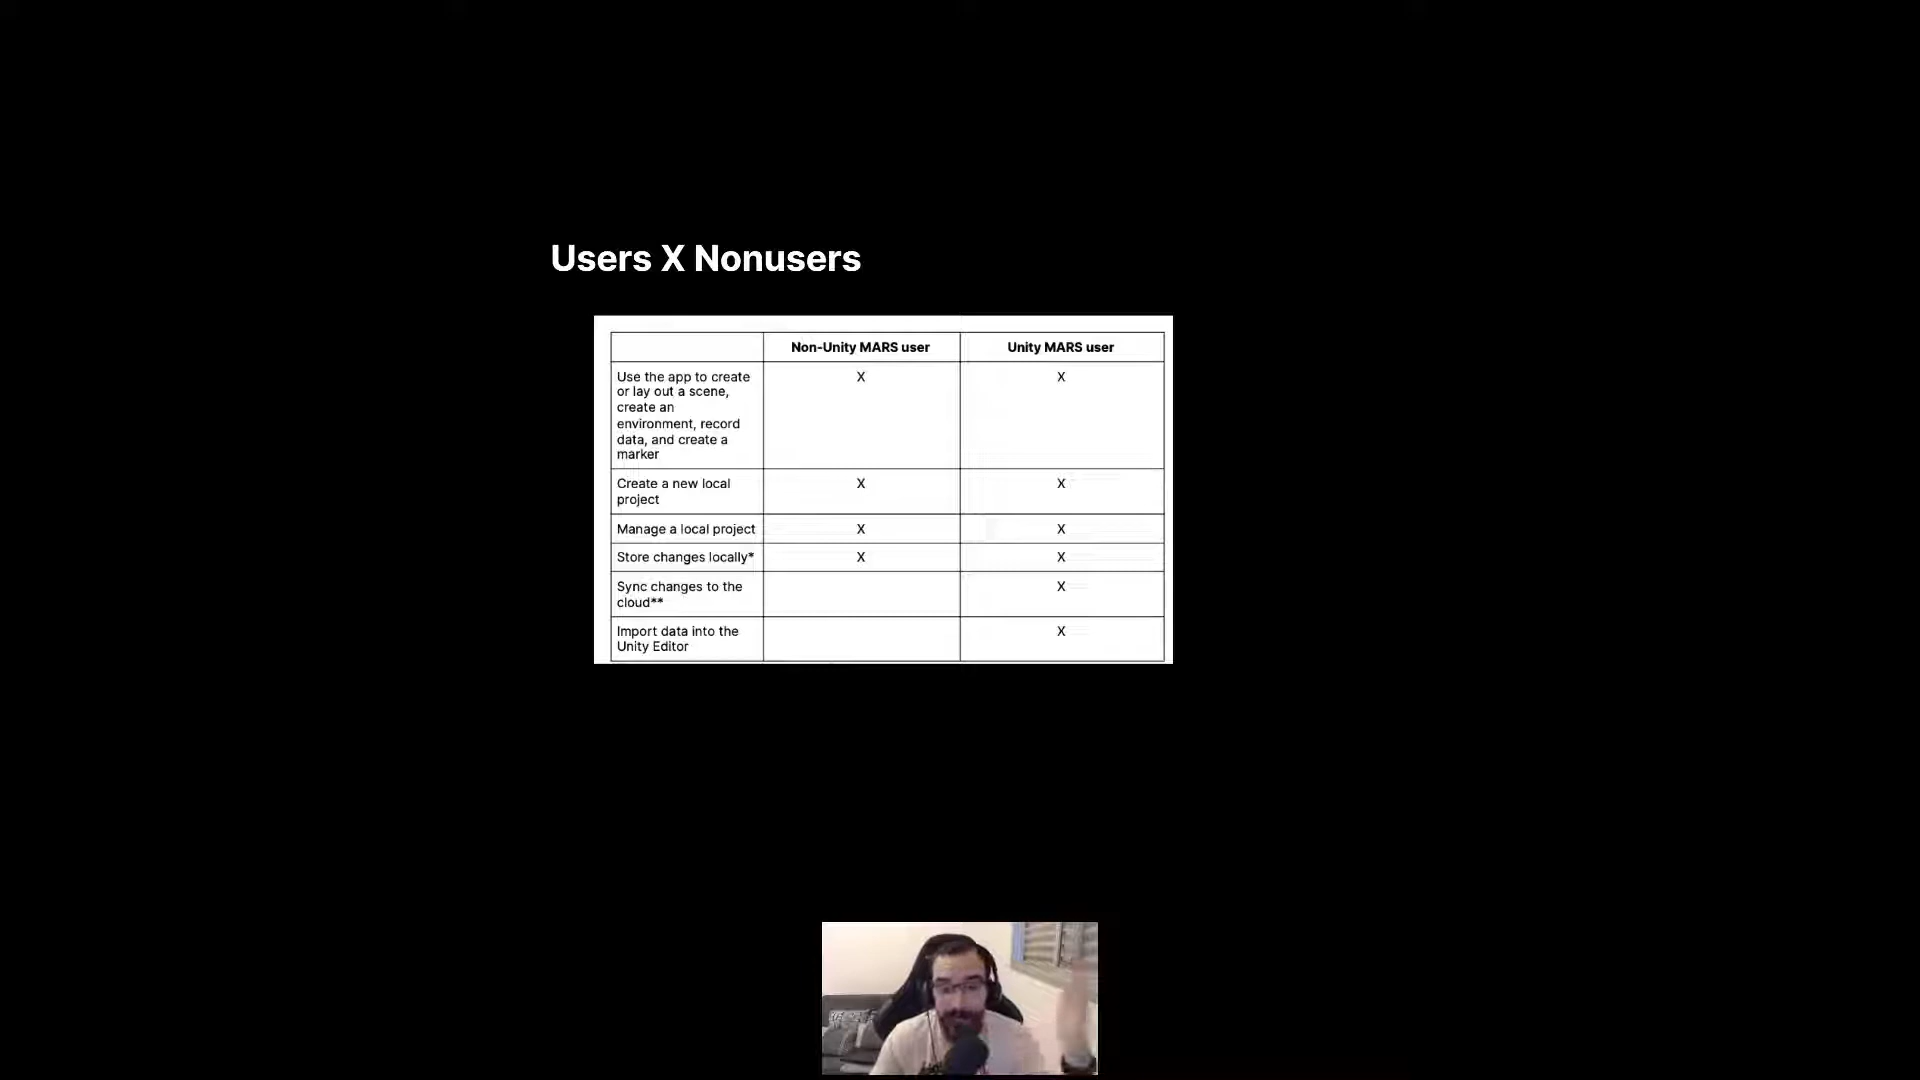 Users X Nonusers
Non-Unity MARS user Unity MARS user
Use the app to create X X
or lay out a scene,
create an
environment, record
data, and create a
marker
Create a new local X X
project
Manage a local project X X
Store changes locally* X X
Sync changes to the X
cloud**
Import data into the X
Unity Editor